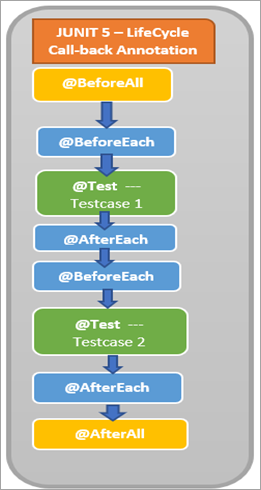 JUNIT 5 – LifeCycle
Call-back Annotation
@BeforeAll
@BeforeEach
@Test ---
Testcase 1
@AfterEach
@BeforeEach
@Test ---
Testcase 2
@AfterEach
@AfterAll